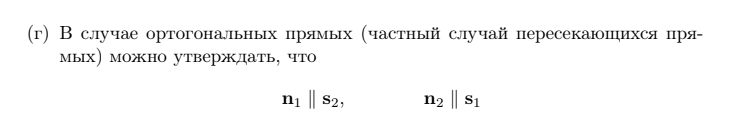 (г) В случае ортогональных прямых (частный случай пересекающихся пря-
мых) можно утверждать, что
n₁ ∥ s₂, n₂ ∥ s₁